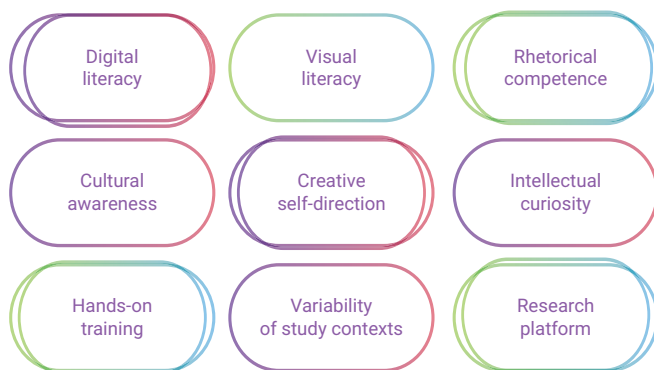 Digital
literacy
Visual
literacy
Rhetorical
competence
Cultural
awareness
Creative
self-direction
Intellectual
curiosity
Hands-on
training
Variability
of study contexts
Research
platform